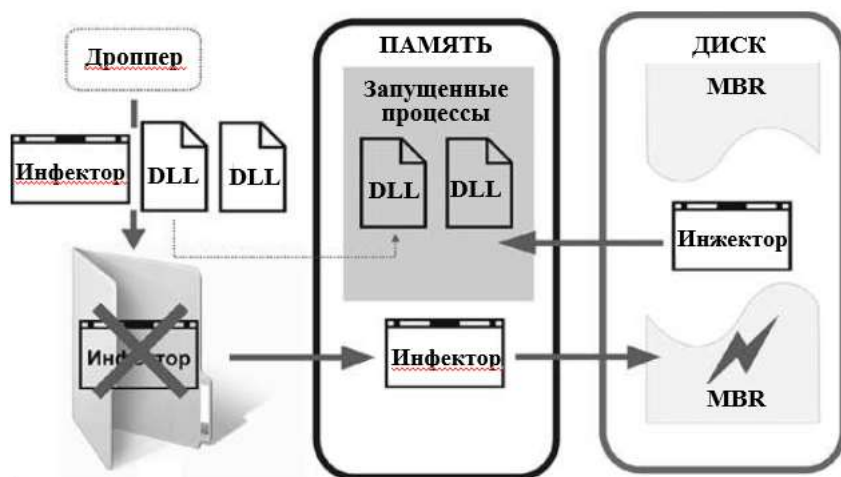 Дроппер
Инфектор
DLL
DLL
Инфектор
ПАМЯТЬ
Запущенные
процессы
DLL
DLL
Инфектор
ДИСК
MBR
Инжектор
MBR